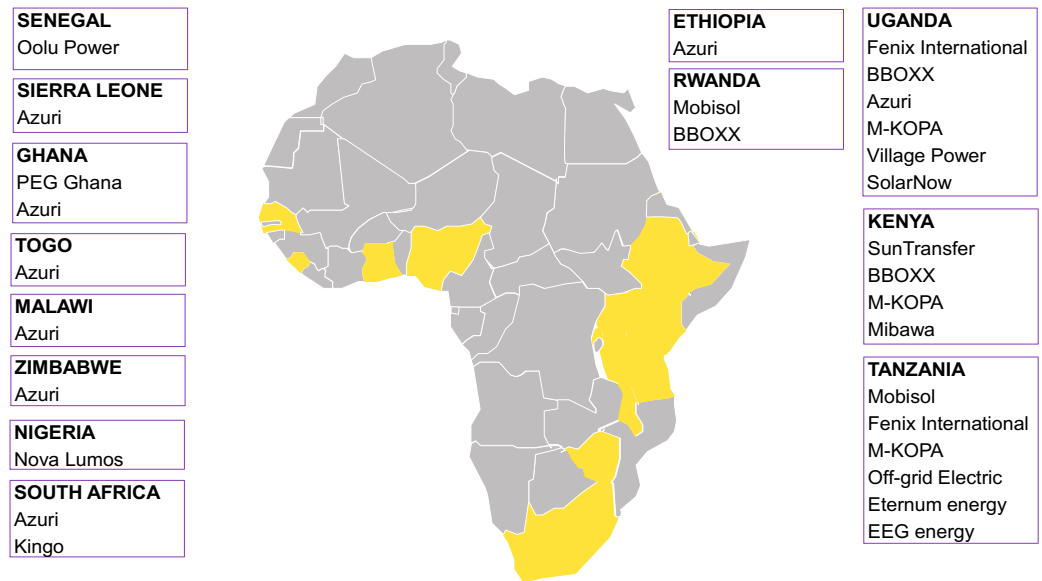 SENEGAL
Oolu Power
SIERRA LEONE
Azuri
GHANA
PEG Ghana
Azuri
TOGO
Azuri
MALAWI
Azuri
ZIMBABWE
Azuri
NIGERIA
Nova Lumos
SOUTH AFRICA
Azuri
Kingo
ETHIOPIA
Azuri
RWANDA
Mobisol
BBOXX
UGANDA
Fenix International
BBOXX
Azuri
M-KOPA
Village Power
SolarNow
KENYA
SunTransfer
BBOXX
M-KOPA
Mibawa
TANZANIA
Mobisol
Fenix International
M-KOPA
Off-grid Electric
Eternum energy
EEG energy